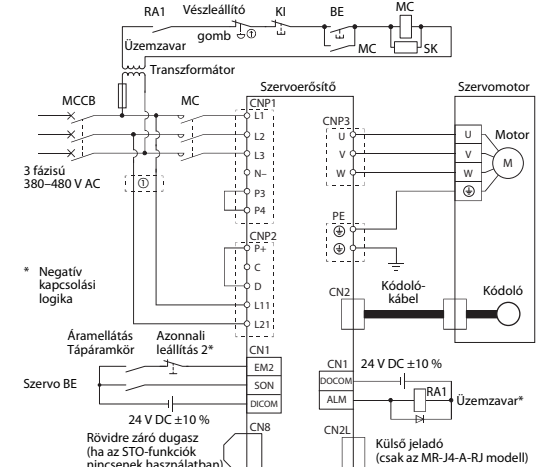 RA1
Vészleállító
gomb
①
KI
BE
MC
Üzemzavar
MC
SK
Transzformátor
MCCB
MC
Szervoerősítő
Szervomotor
CNP1
L1
L2
L3
N–
P3
P4
CNP3
U
V
W
U
V
W
Motor
M
3 fázisú
380–480 V AC
①
PE
CNP2
P+
C
D
L11
L21
* Negatív
kapcsolási
logika
CN2
Kódoló-
kábel
Kódoló
Áramellátás
Tápáramkör
Azonnali
leállítás 2*
CN1
EM2
SON
DICOM
Szervo BE
24 V DC ±10 %
CN1
DOCOM
ALM
24 V DC ±10 %
RA1
Üzemzavar*
Rövidre záró dugasz
(ha az STO-funkciók
nincsenek használatban)
CN8
CN2L
Külső jeladó
(csak az MR-J4-A-RJ modell)